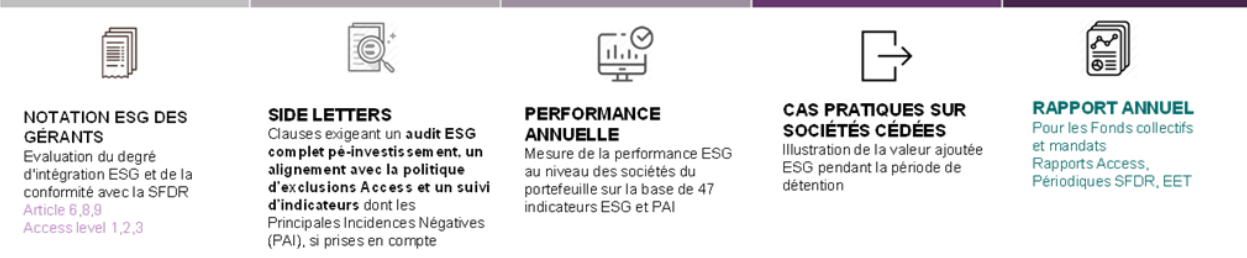 NOTATION ESG DES
GÉRANTS
Evaluation du degré
d'intégration ESG et de la
conformité avec la SFDR
Article 6,8,9
Access level 1,2,3
SIDE LETTERS
Clauses exigeant un audit ESG
complet pé-investissement, un
alignement avec la politique
d'exclusions Access et un suivi
d'indicateurs dont les
Principales Incidences Négatives
(PAI), si prises en compte
PERFORMANCE
ANNUELLE
Mesure de la performance ESG
au niveau des sociétés du
portefeuille sur la base de 47
indicateurs ESG et PAI
CAS PRATIQUES SUR
SOCIÉTÉS CÉDÉES
Illustration de la valeur ajoutée
ESG pendant la période de
détention
RAPPORT ANNUEL
Pour les Fonds collectifs
et mandats
Rapports Access,
Périodiques SFDR, EET